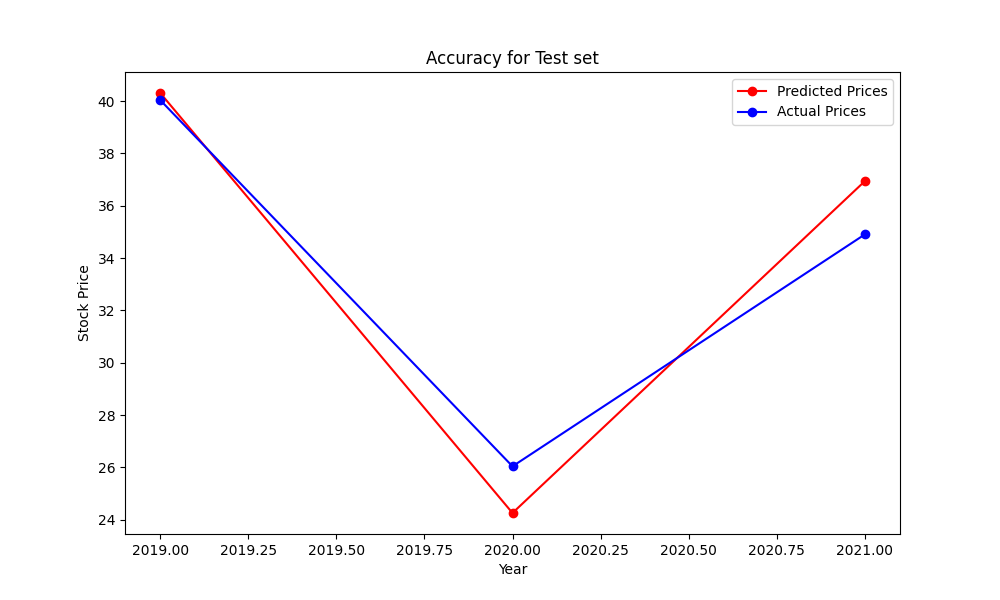 Accuracy for Test set
Predicted Prices
Actual Prices
Stock Price
40
38
36
34
32
30
28
26
24
2019.00 2019.25 2019.50 2019.75 2020.00 2020.25 2020.50 2020.75 2021.00
Year